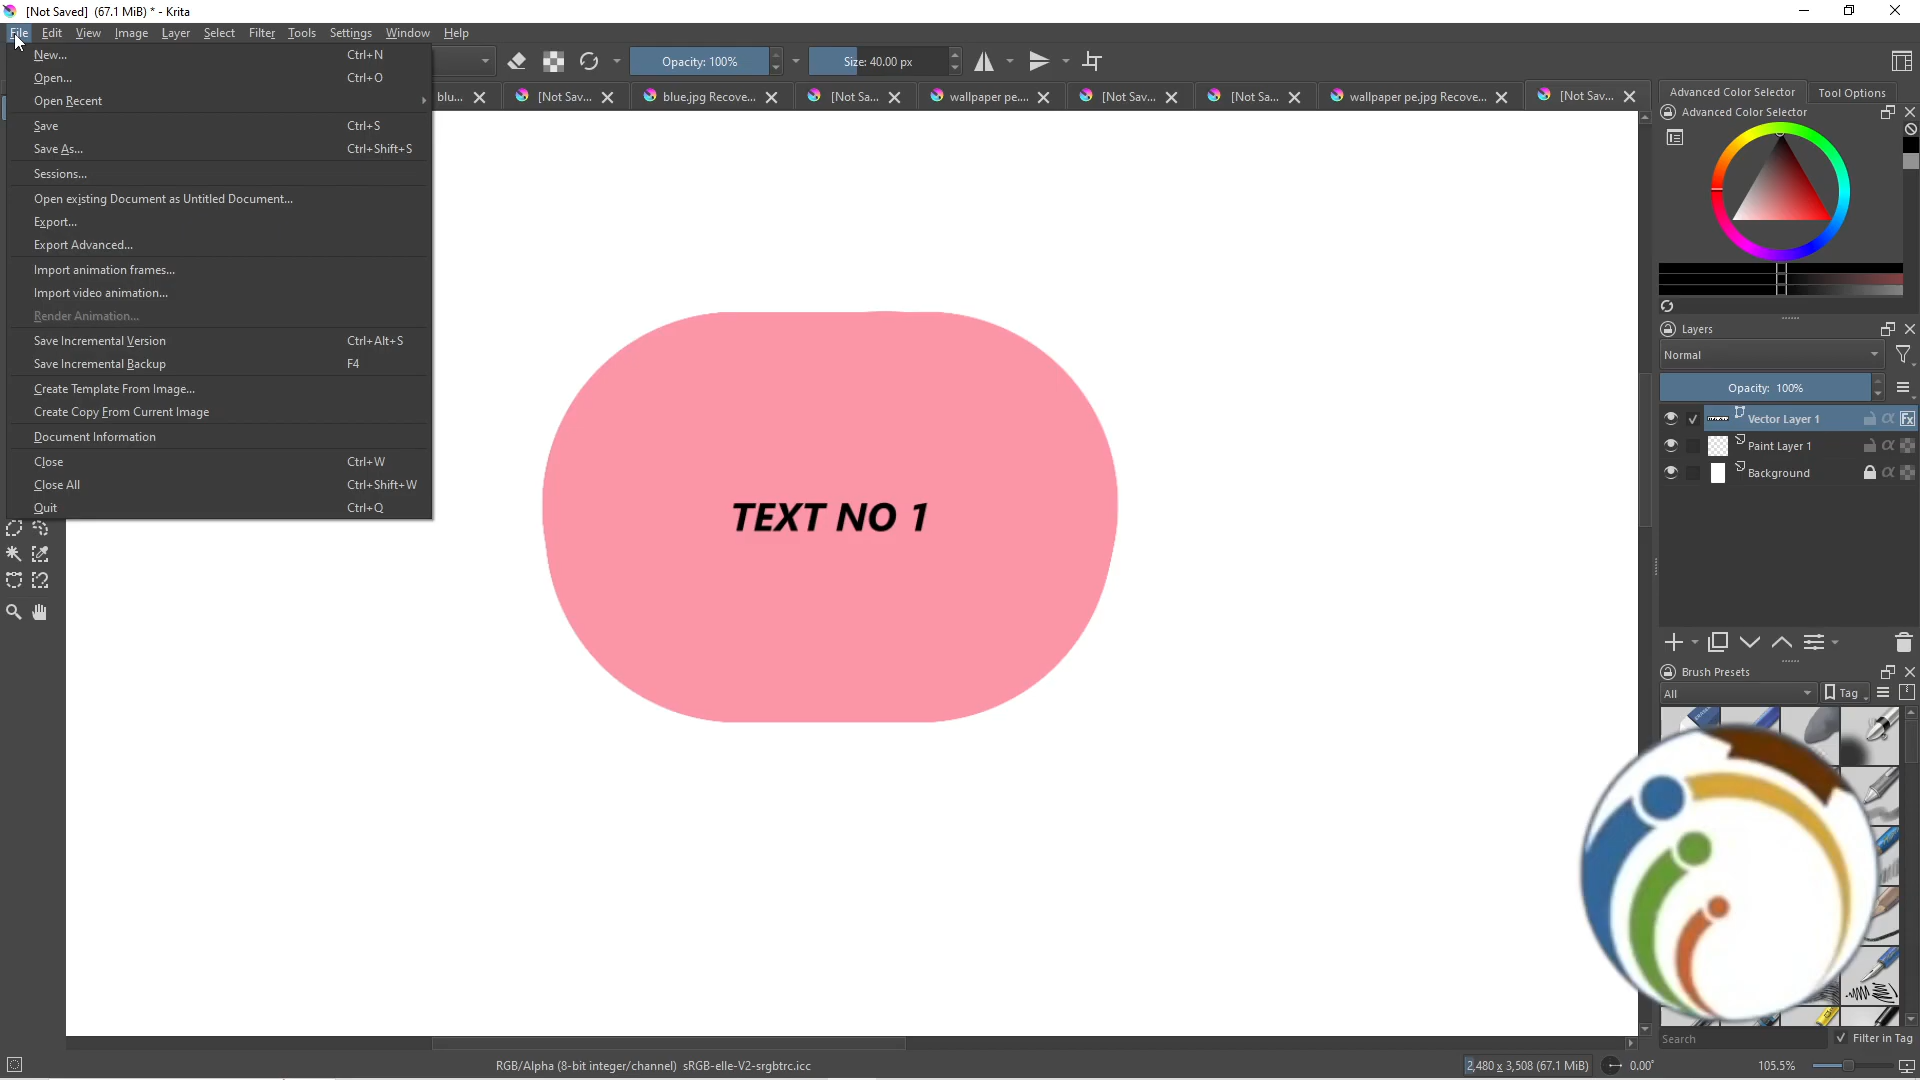 [Not Saved] (67.1 MiB) * - Krita
File Edit View Image Layer Select Filter Tools Settings Window Help
New... Ctrl+N
Open... Ctrl+O
Open Recent
Save Ctrl+S
Save As... Ctrl+Shift+S
Sessions...
Open existing Document as Untitled Document...
Export...
Export Advanced...
Import animation frames...
Import video animation...
Render Animation...
Save Incremental Version Ctrl+Alt+S
Save Incremental Backup F4
Create Template From Image...
Create Copy From Current Image
Document Information
Close Ctrl+W
Close All Ctrl+Shift+W
Quit Ctrl+Q
Opacity: 100% Size: 40.00 px
blu... [Not Sav... blue.jpg Recove... [Not Sa... wallpaper pe.... [Not Sav... [Not Sa... wallpaper pe.jpg Recove... [Not Sav...
TEXT NO 1
Advanced Color Selector Tool Options
Advanced Color Selector
Layers
Normal
Opacity: 100%
Vector Layer 1
Paint Layer 1
Background
Brush Presets
All Tag
Search Filter in Tag
RGB/Alpha (8-bit integer/channel) sRGB-elle-V2-srgbtrc.icc 2,480 x 3,508 (67.1 MiB) 0.00° 105.5%